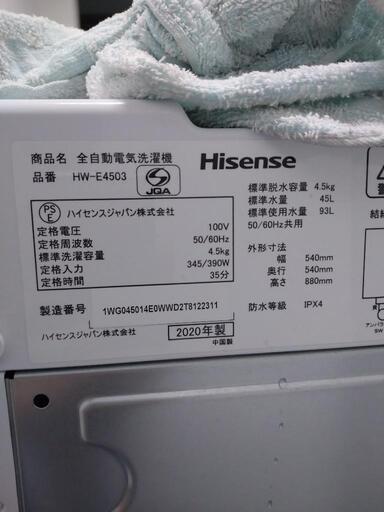 商品名 全自動電気洗濯機
品番 HW-E4503
JQA
Hisense
PS
E
ハイセンスジャパン株式会社
定格電圧 100V
定格周波数 50/60Hz
標準洗濯容量 4.5kg
定格入力 345/390W
定格時間 35分
製造番号 1WG045014E0WWD2T8122311
ハイセンスジャパン株式会社
2020年製
中国製
標準脱水容量 4.5kg
標準水量 45L
標準使用水量 93L
50/60Hz共用
外形寸法
幅 540mm
奥行 540mm
高さ 880mm
防水等級 IPX4
結
アンバラ
SW